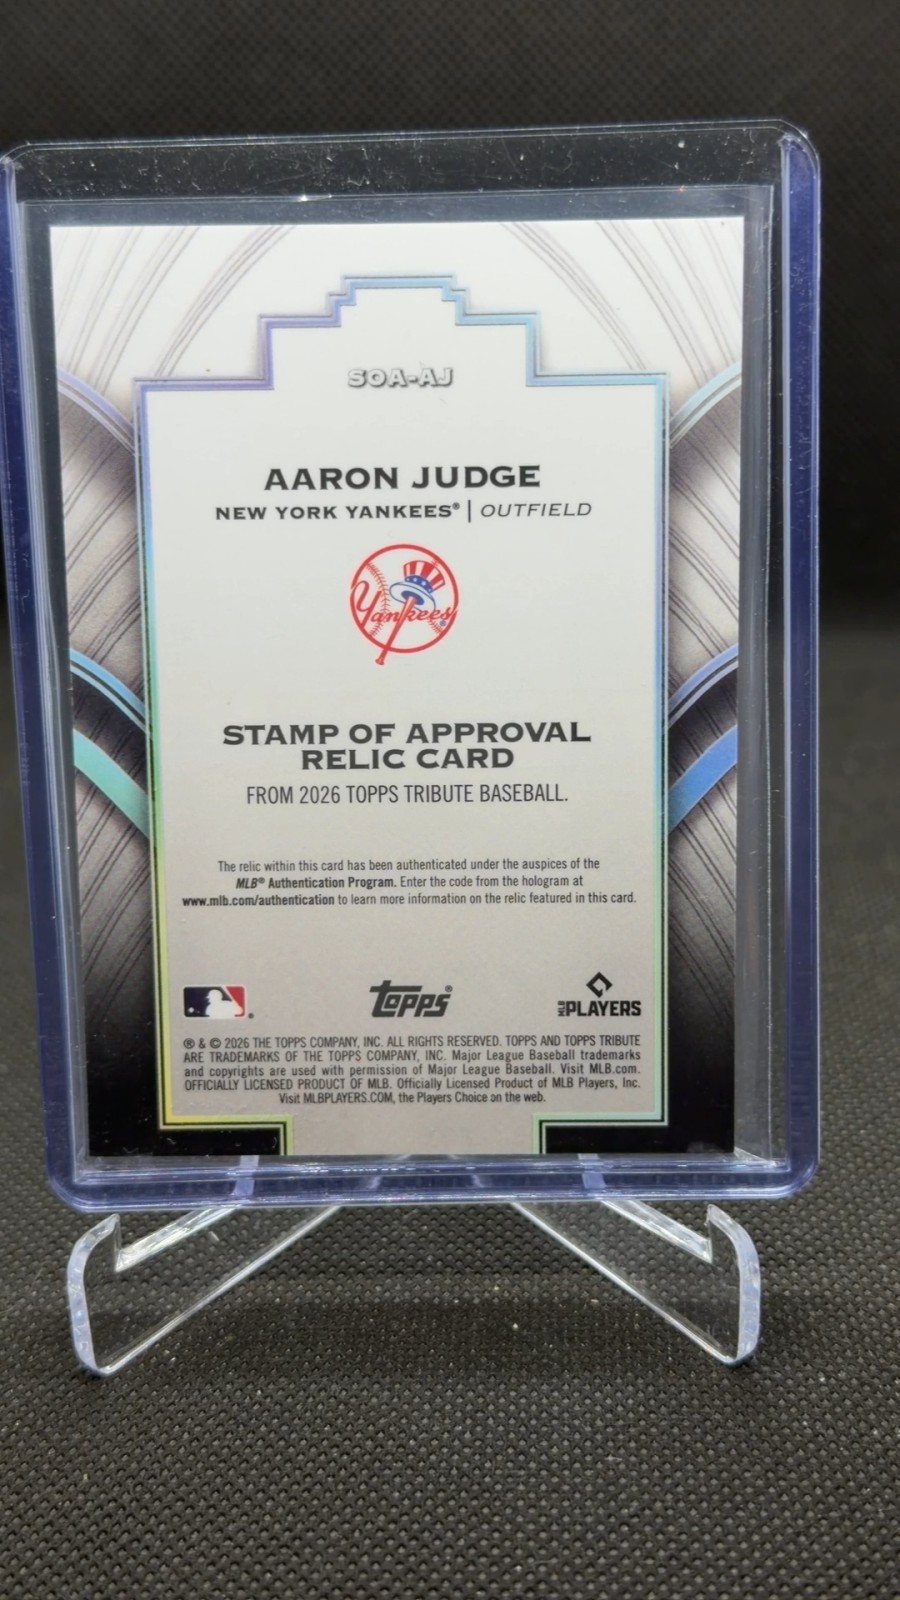 SOA-AJ
AARON JUDGE
NEW YORK YANKEES® | OUTFIELD
Yankees®
STAMP OF APPROVAL
RELIC CARD
FROM 2026 TOPPS TRIBUTE BASEBALL.
The relic within this card has been authenticated under the auspices of the
MLB® Authentication Program. Enter the code from the hologram at
www.mlb.com/authentication to learn more information on the relic featured in this card.
® topps® MLB PLAYERS
® & © 2026 THE TOPPS COMPANY, INC. ALL RIGHTS RESERVED. TOPPS AND TOPPS TRIBUTE
ARE TRADEMARKS OF THE TOPPS COMPANY, INC. Major League Baseball trademarks
and copyrights are used with permission of Major League Baseball. Visit MLB.com.
OFFICIALLY LICENSED PRODUCT OF MLB. Officially Licensed Product of MLB Players, Inc.
Visit MLBPLAYERS.COM, the Players Choice on the web.